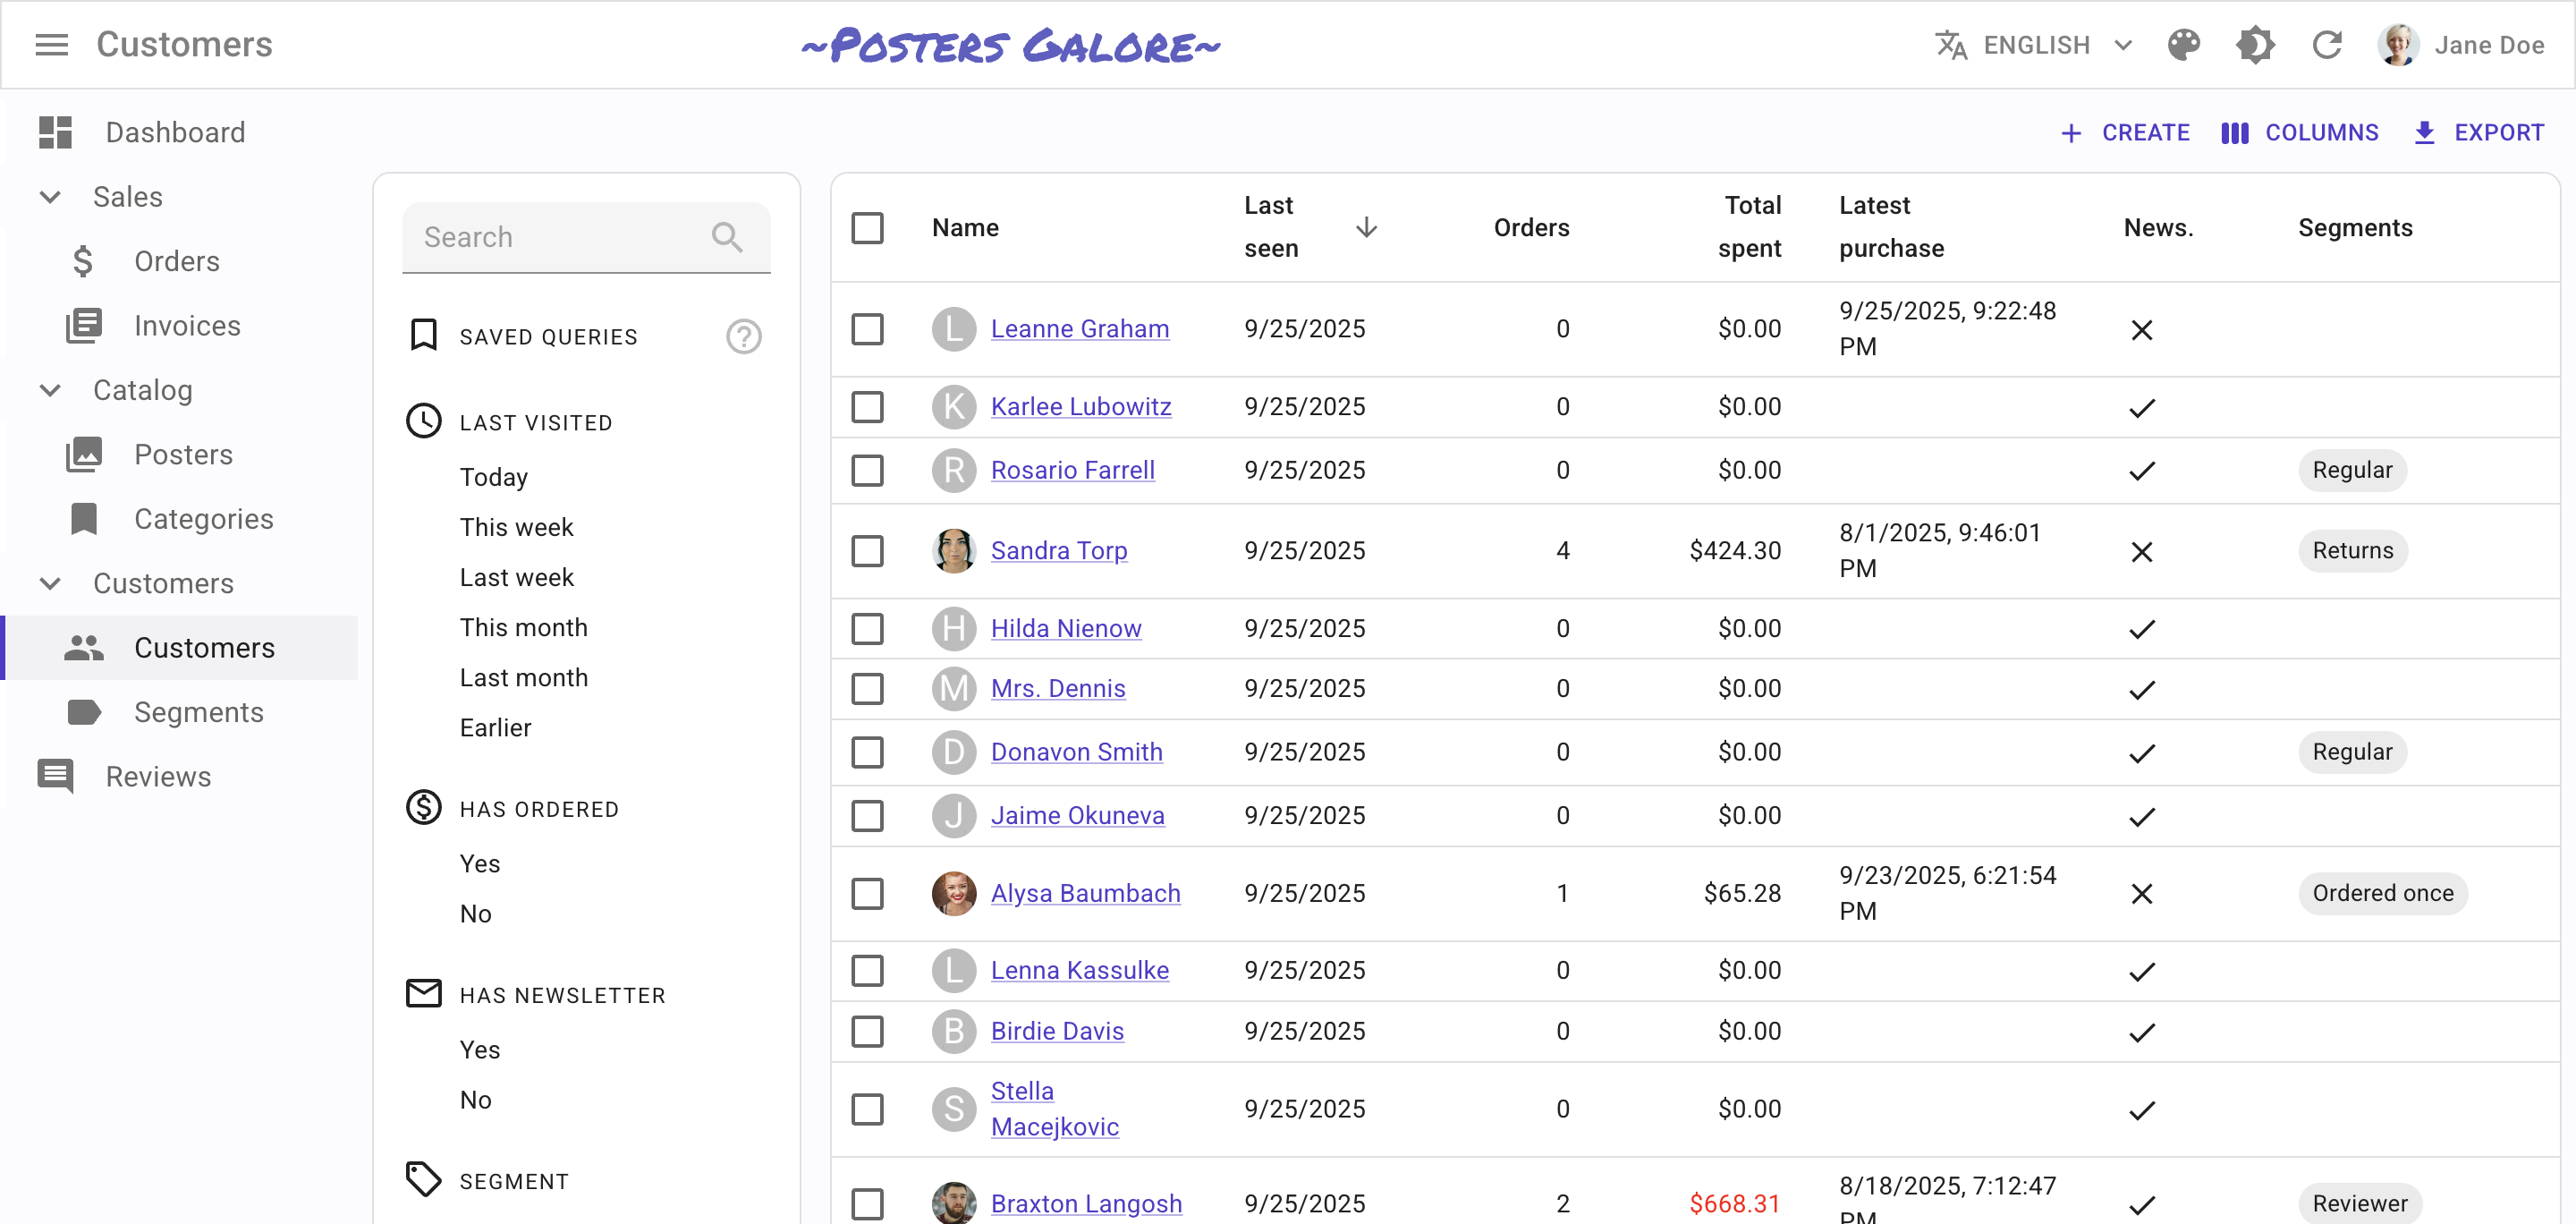 Customers
~Posters Galore~
ENGLISH
Jane Doe
Dashboard
Sales
Orders
Invoices
Catalog
Posters
Categories
Customers
Customers
Segments
Reviews
CREATE
COLUMNS
EXPORT
Search
SAVED QUERIES
?
LAST VISITED
Today
This week
Last week
This month
Last month
Earlier
HAS ORDERED
Yes
No
HAS NEWSLETTER
Yes
No
SEGMENT
Name Last seen Orders Total spent Latest purchase News. Segments
L Leanne Graham 9/25/2025 0 $0.00 9/25/2025, 9:22:48 PM
K Karlee Lubowitz 9/25/2025 0 $0.00
R Rosario Farrell 9/25/2025 0 $0.00 Regular
Sandra Torp 9/25/2025 4 $424.30 8/1/2025, 9:46:01 PM Returns
H Hilda Nienow 9/25/2025 0 $0.00
M Mrs. Dennis 9/25/2025 0 $0.00
D Donavon Smith 9/25/2025 0 $0.00 Regular
J Jaime Okuneva 9/25/2025 0 $0.00
Alysa Baumbach 9/25/2025 1 $65.28 9/23/2025, 6:21:54 PM Ordered once
L Lenna Kassulke 9/25/2025 0 $0.00
B Birdie Davis 9/25/2025 0 $0.00
S Stella Macejkovic 9/25/2025 0 $0.00
Braxton Langosh 9/25/2025 2 $668.31 8/18/2025, 7:12:47 PM Reviewer